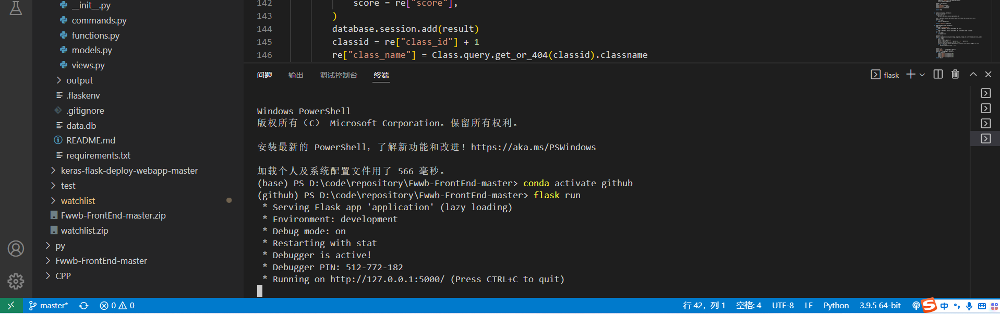 __init__.py
commands.py
functions.py
models.py
views.py
output
.flaskenv
.gitignore
data.db
README.md
requirements.txt
keras-flask-deploy-webapp-master
test
watchlist
Fwwb-FrontEnd-master.zip
watchlist.zip
py
Fwwb-FrontEnd-master
CPP
142 score = re["score"],
143 )
144 database.session.add(result)
145 classid = re["class_id"] + 1
146 re["class_name"] = Class.query.get_or_404(classid).classname
问题 输出 调试控制台 终端
flask
Windows PowerShell
版权所有（C） Microsoft Corporation。保留所有权利。
安装最新的 PowerShell，了解新功能和改进！https://aka.ms/PSWindows
加载个人及系统配置文件用了 566 毫秒。
(base) PS D:\code\repository\Fwwb-FrontEnd-master> conda activate github
(github) PS D:\code\repository\Fwwb-FrontEnd-master> flask run
* Serving Flask app 'application' (lazy loading)
* Environment: development
* Debug mode: on
* Restarting with stat
* Debugger is active!
* Debugger PIN: 512-772-182
* Running on http://127.0.0.1:5000/ (Press CTRL+C to quit)
master* 0 0 行 42，列 1 空格: 4 UTF-8 LF Python 3.9.5 64-bit 中